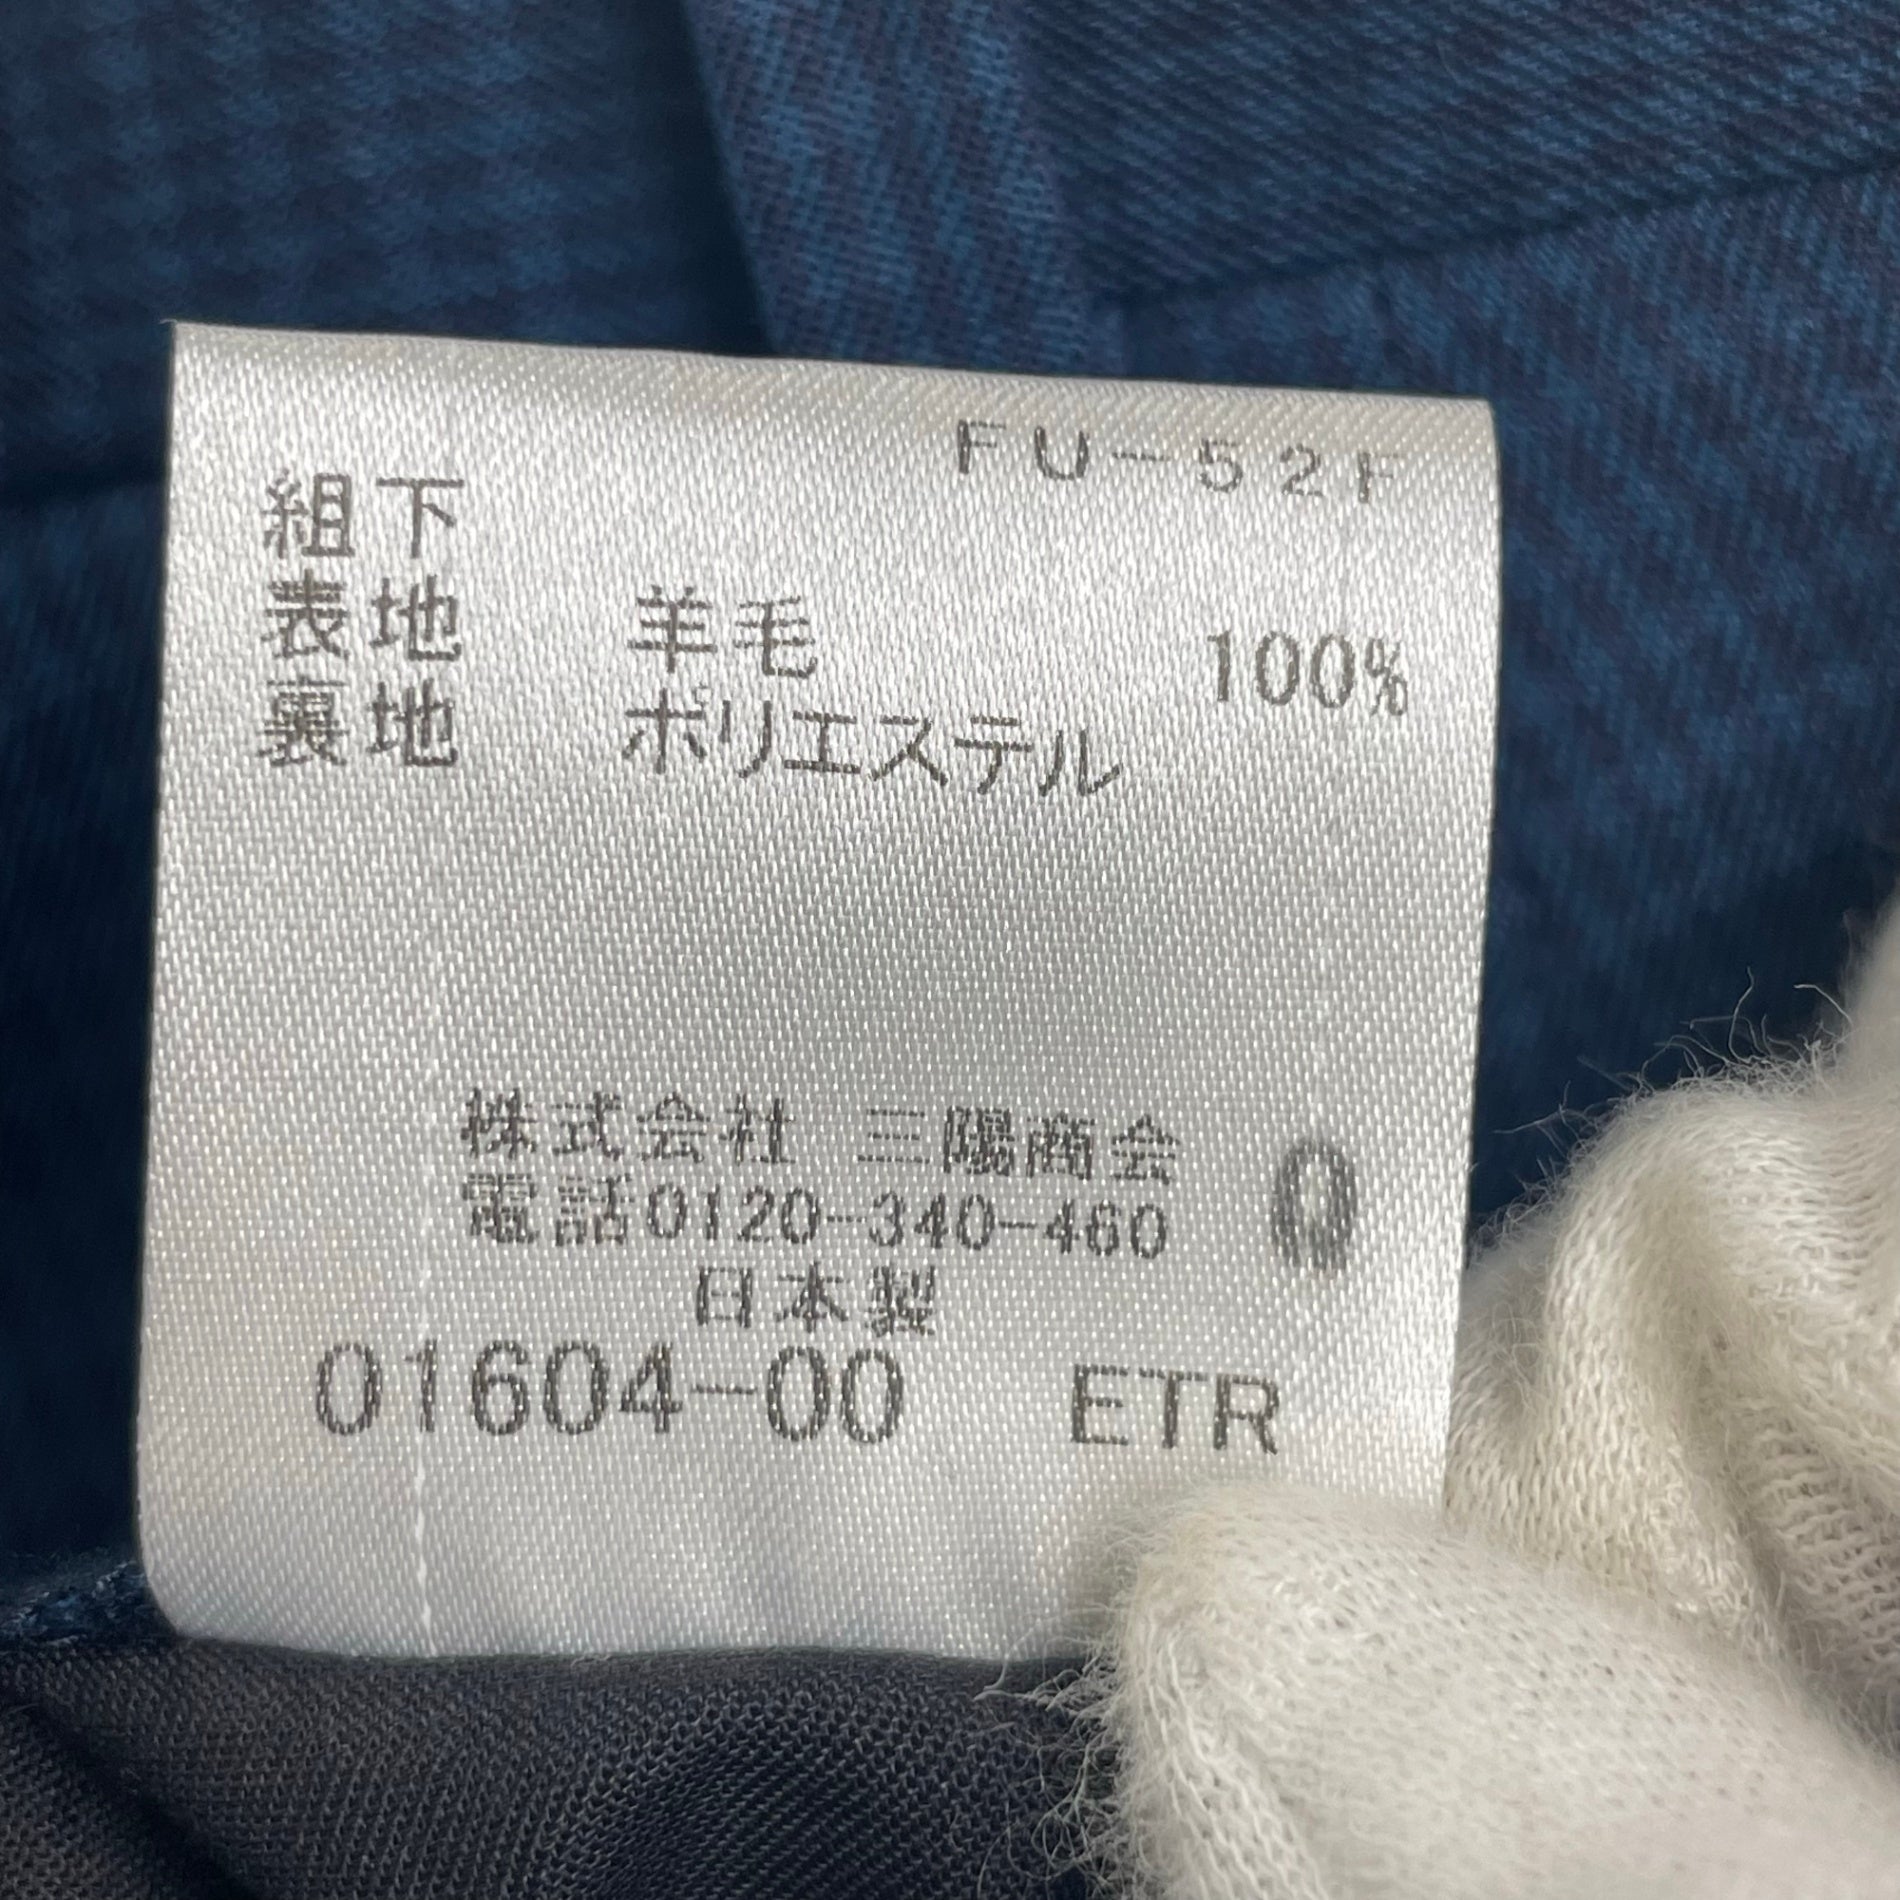 FU-52F
組下
表地 羊毛 100%
裏地 ポリエステル
株式会社 三陽商会
電話0120-340-460
日本製
01604-00 ETR